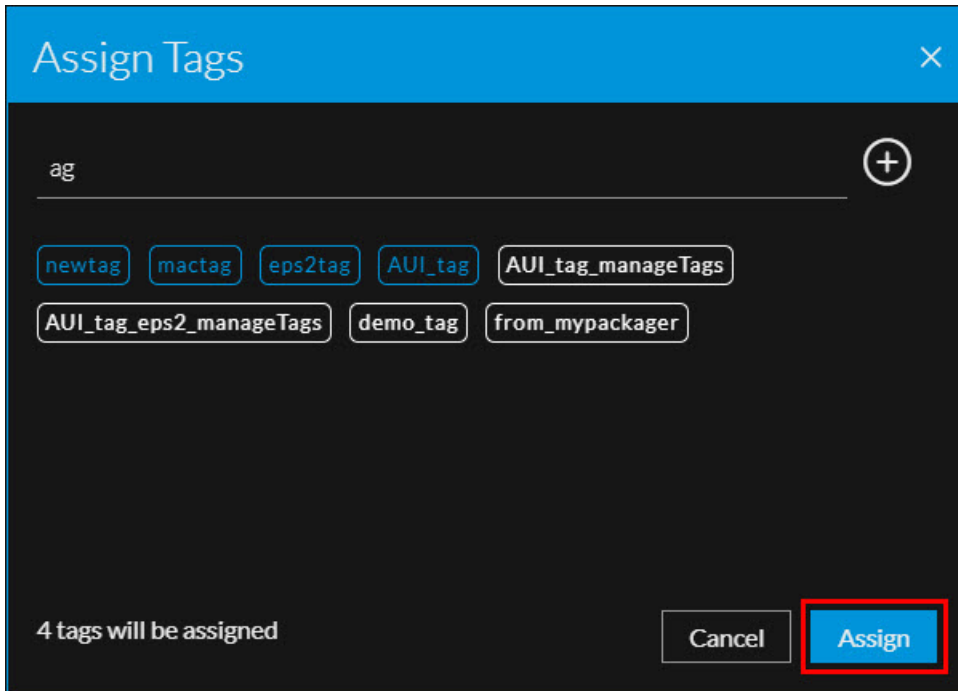 Assign Tags
ag
newtag mactag eps2tag AUI_tag AUI_tag_manageTags
AUI_tag_eps2_manageTags demo_tag from_mypackager
4 tags will be assigned Cancel Assign